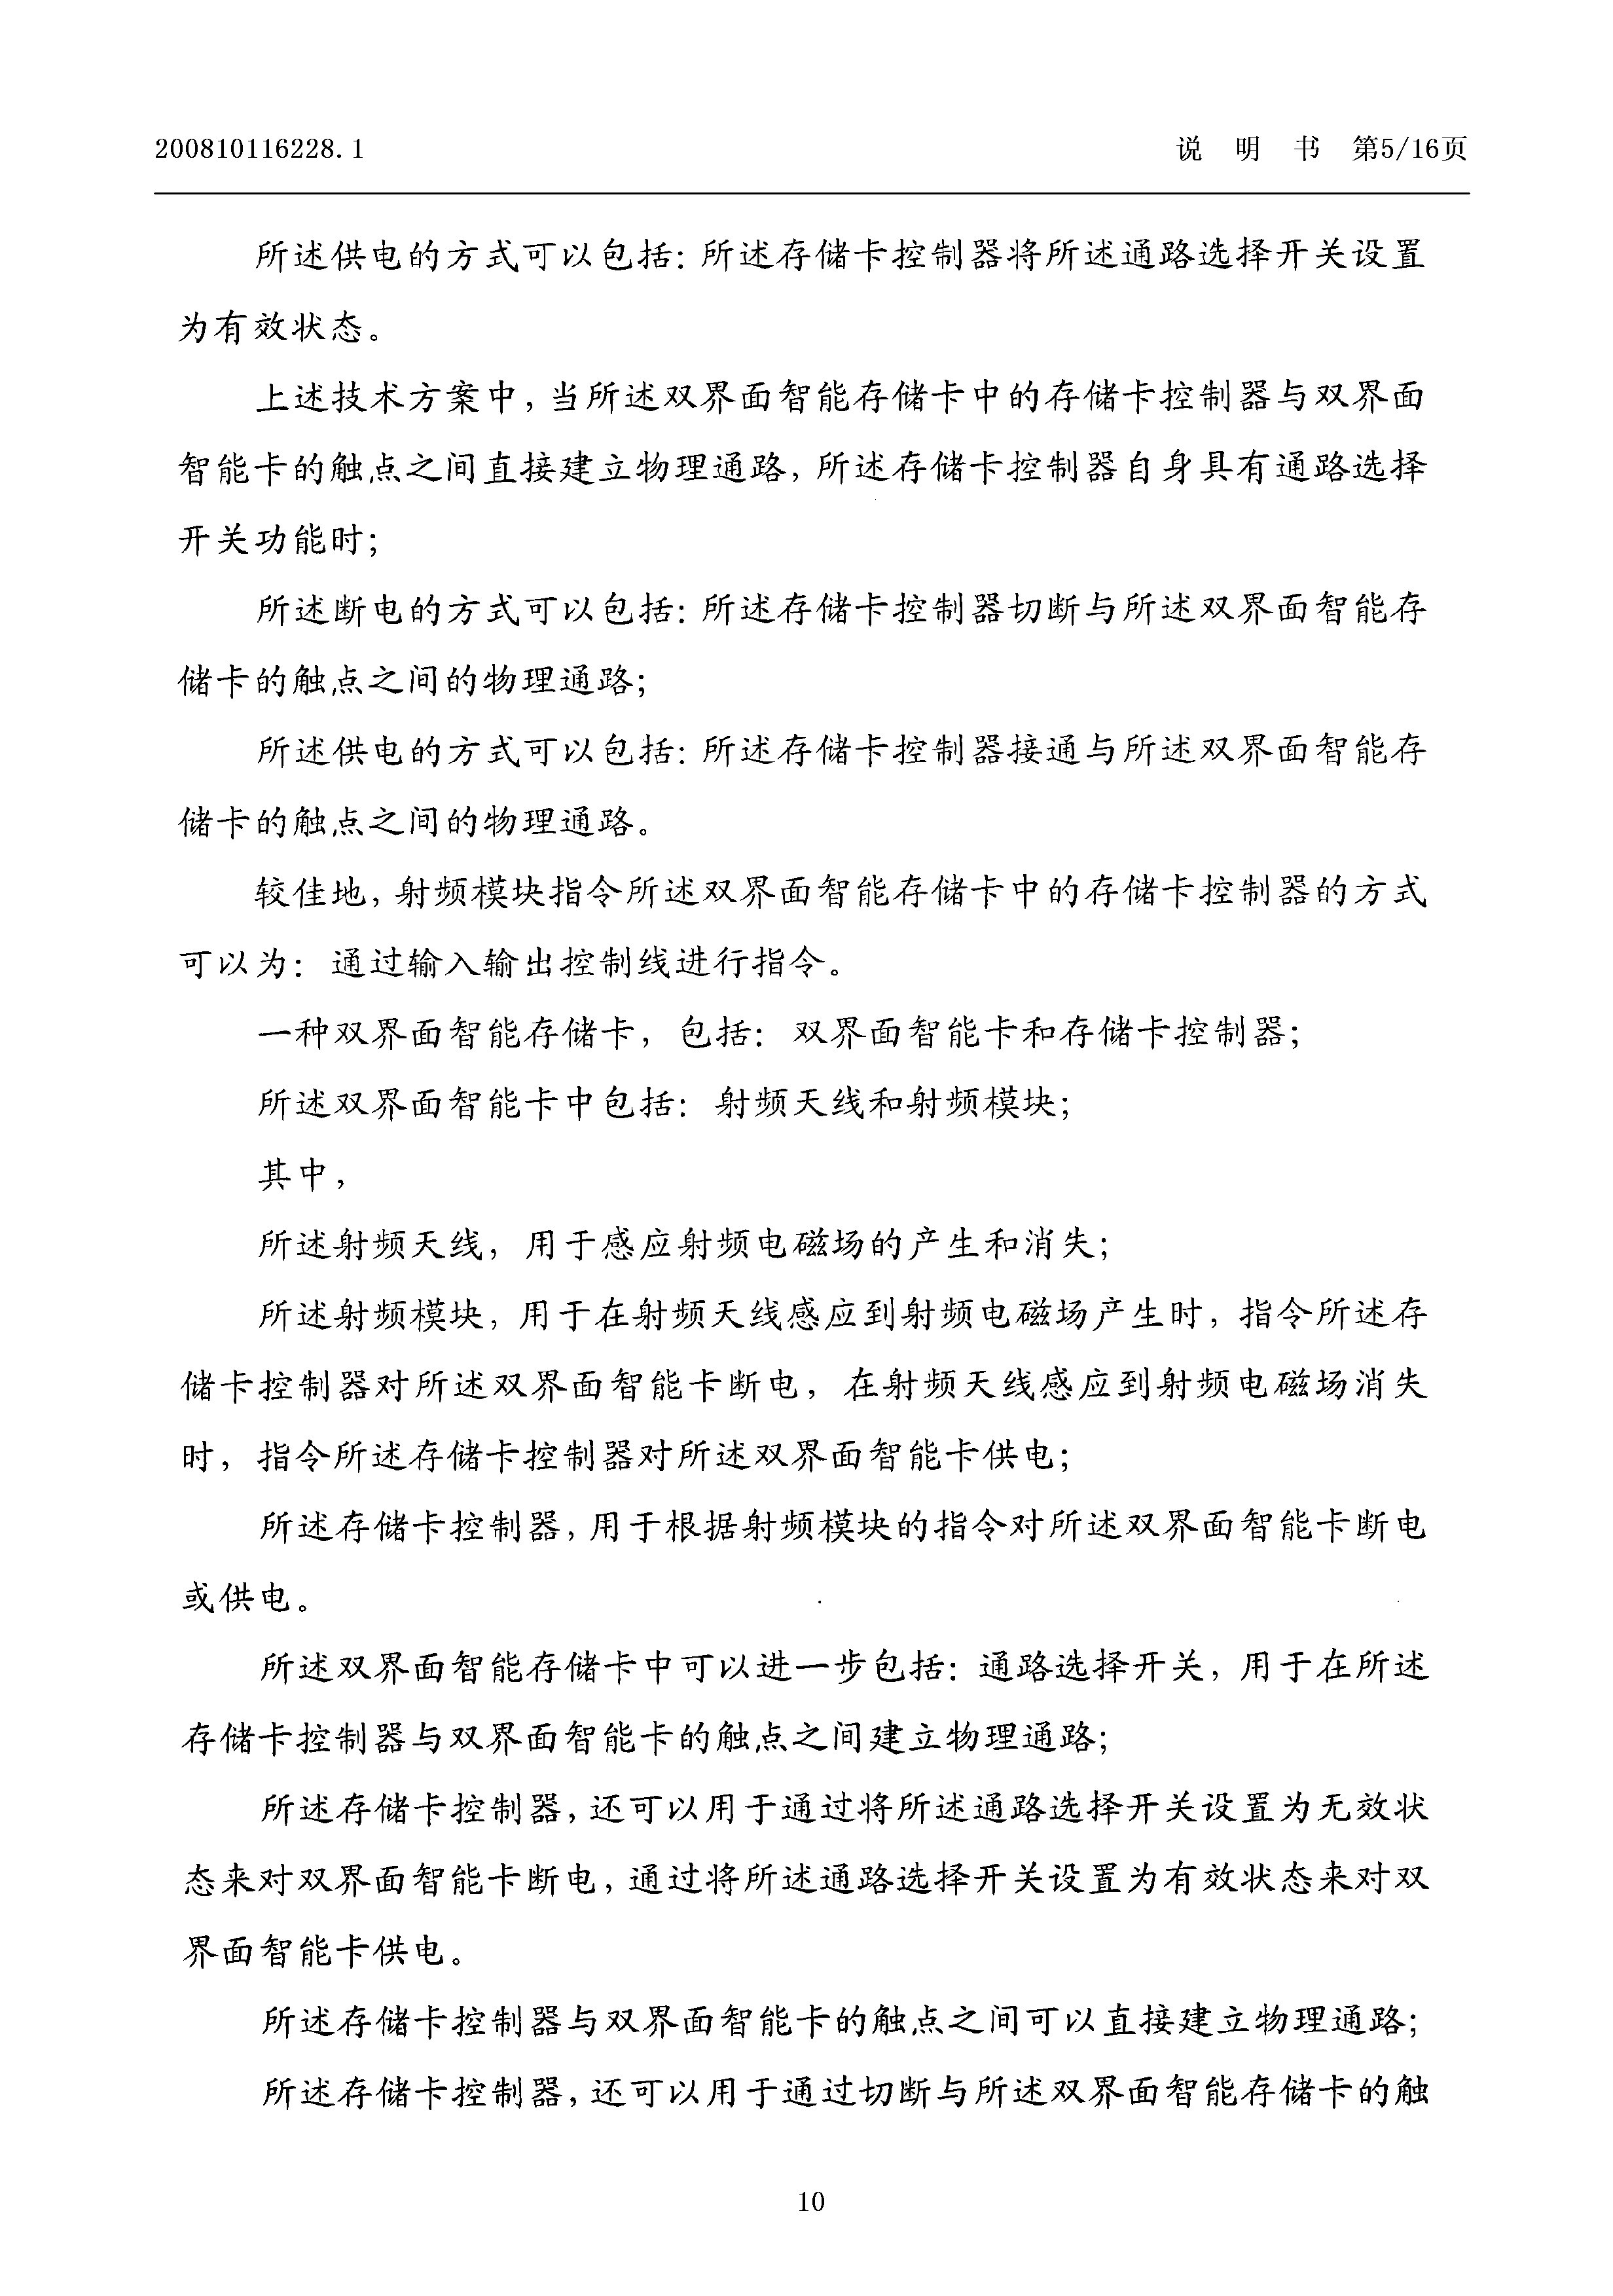 200810116228.1
说 明 书 第5/16页
所述供电的方式可以包括：所述存储卡控制器将所述通路选择开关设置
为有效状态。
上述技术方案中，当所述双界面智能存储卡中的存储卡控制器与双界面
智能卡的触点之间直接建立物理通路，所述存储卡控制器自身具有通路选择
开关功能时；
所述断电的方式可以包括：所述存储卡控制器切断与所述双界面智能存
储卡的触点之间的物理通路；
所述供电的方式可以包括：所述存储卡控制器接通与所述双界面智能存
储卡的触点之间的物理通路。
较佳地，射频模块指令所述双界面智能存储卡中的存储卡控制器的方式
可以为：通过输入输出控制线进行指令。
一种双界面智能存储卡，包括：双界面智能卡和存储卡控制器；
所述双界面智能卡中包括：射频天线和射频模块；
其中，
所述射频天线，用于感应射频电磁场的产生和消失；
所述射频模块，用于在射频天线感应到射频电磁场产生时，指令所述存
储卡控制器对所述双界面智能卡断电，在射频天线感应到射频电磁场消失
时，指令所述存储卡控制器对所述双界面智能卡供电；
所述存储卡控制器，用于根据射频模块的指令对所述双界面智能卡断电
或供电。
所述双界面智能存储卡中可以进一步包括：通路选择开关，用于在所述
存储卡控制器与双界面智能卡的触点之间建立物理通路；
所述存储卡控制器，还可以用于通过将所述通路选择开关设置为无效状
态来对双界面智能卡断电，通过将所述通路选择开关设置为有效状态来对双
界面智能卡供电。
所述存储卡控制器与双界面智能卡的触点之间可以直接建立物理通路；
所述存储卡控制器，还可以用于通过切断与所述双界面智能存储卡的触
10